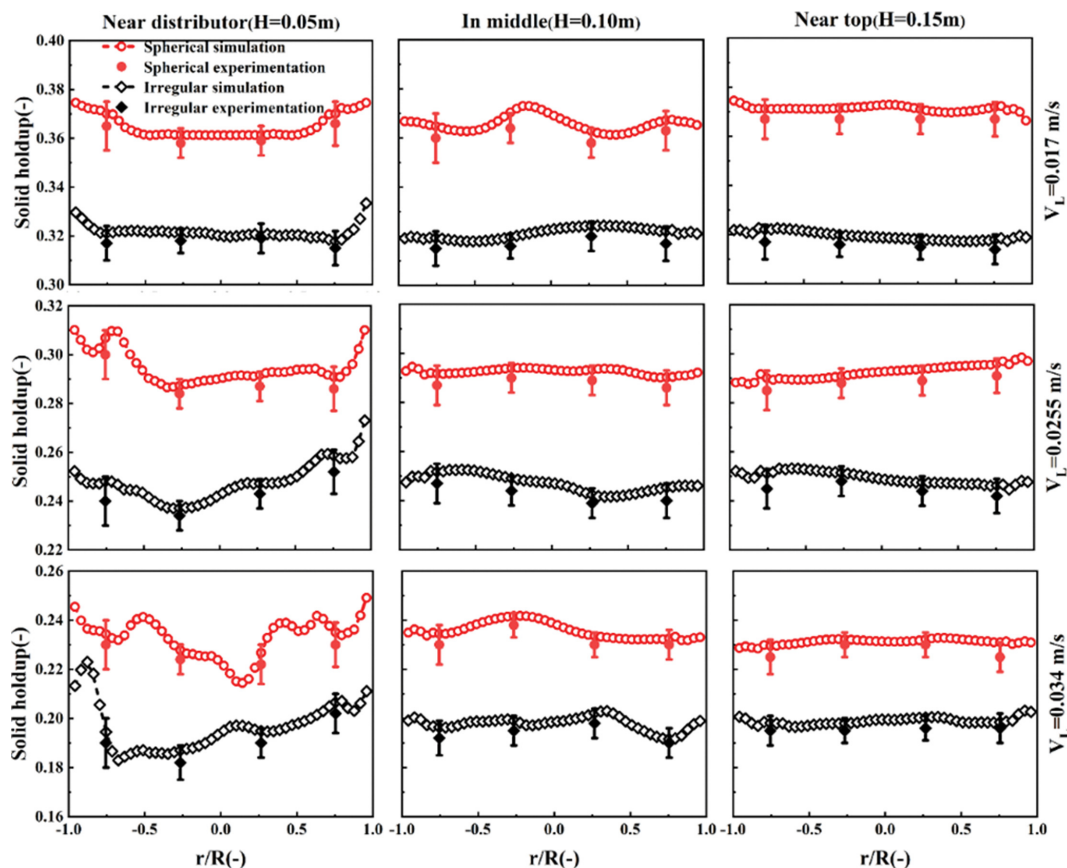 Near distributor(H=0.05m) In middle(H=0.10m) Near top(H=0.15m)
0.40
Spherical simulation
Spherical experimentation
Irregular simulation
Irregular experimentation
0.38
0.36
0.34
0.32
0.30
Solid holdup(-)
V_L=0.017 m/s
0.32
0.30
0.28
0.26
0.24
0.22
Solid holdup(-)
V_L=0.0255 m/s
0.26
0.24
0.22
0.20
0.18
0.16
Solid holdup(-)
V_L=0.034 m/s
-1.0 -0.5 0.0 0.5 1.0 -0.5 0.0 0.5 1.0 -1.0 -0.5 0.0 0.5 1.0
r/R(-) r/R(-) r/R(-)